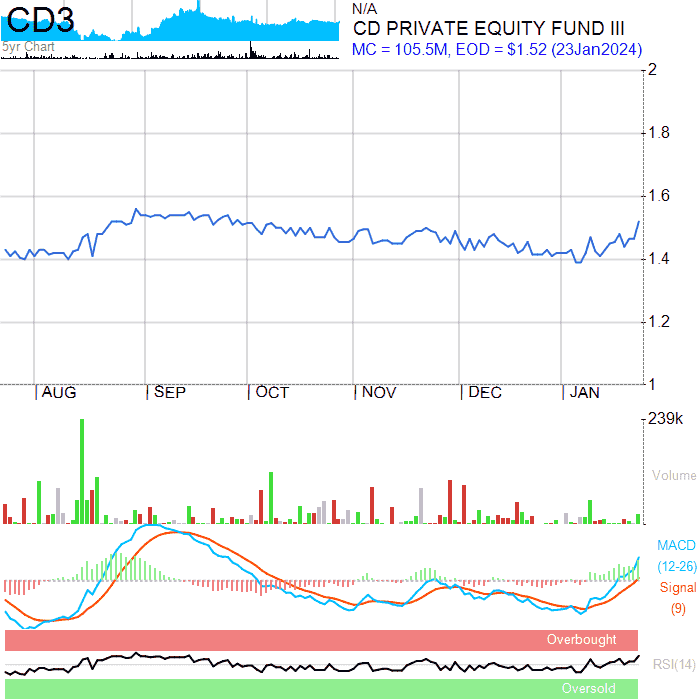 CD3
N/A
CD PRIVATE EQUITY FUND III
5yr Chart
MC = 105.5M, EOD = $1.52 (23Jan2024)
2
1.8
1.6
1.4
1.2
1
AUG SEP OCT NOV DEC JAN
239k
Volume
MACD
(12-26)
Signal
(9)
Overbought
RSI(14)
Oversold